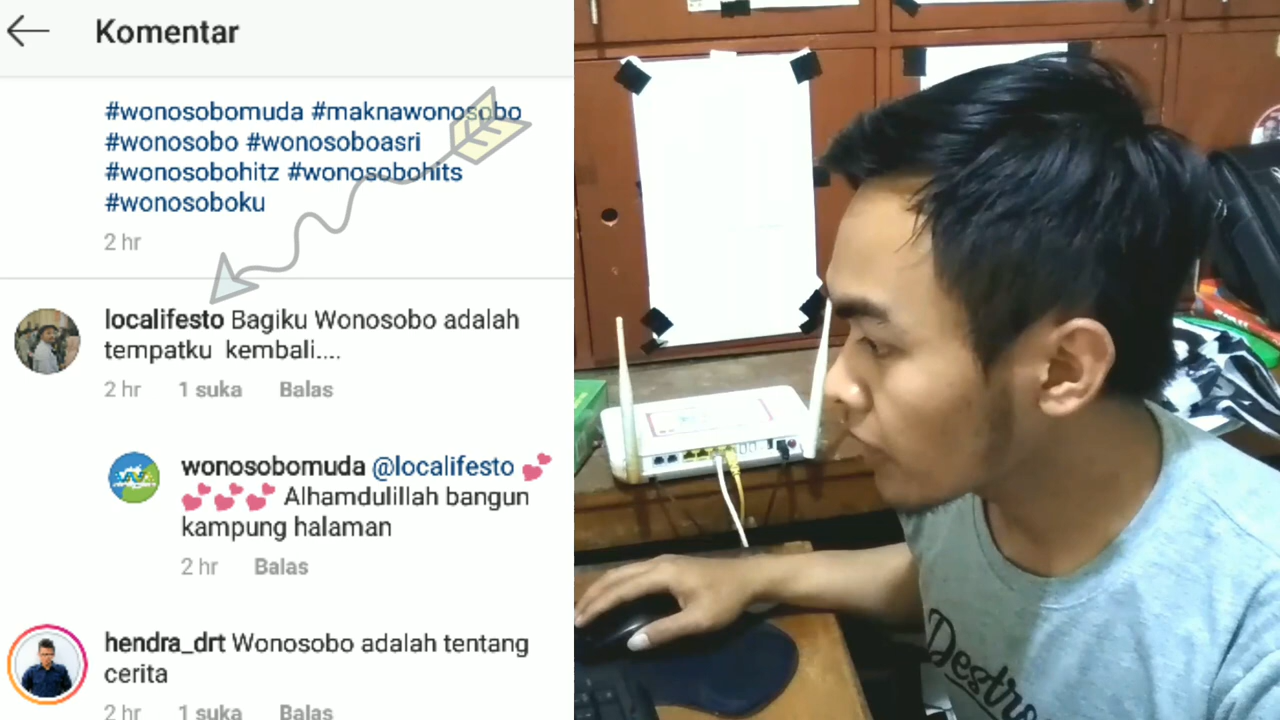 Komentar
#wonosobomuda #maknawonosobo
#wonosobo #wonosoboasri
#wonosobohitz #wonosobohits
#wonosoboku
2 hr
localifesto Bagiku Wonosobo adalah
tempatku kembali....
2 hr 1 suka Balas
wonosobomuda @localifesto 💕
💕💕💕 Alhamdulillah bangun
kampung halaman
2 hr Balas
hendra_drt Wonosobo adalah tentang
cerita
2 hr 1 suka Balas